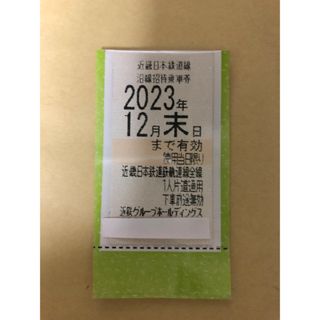 近畿日本鉄道線
沿線招待乗車券
2023年
12月末日
まで有効
使用当日限り
近畿日本鉄道鉄軌道線全線
1人片道通用
下車前途無効
近鉄グループホールディングス